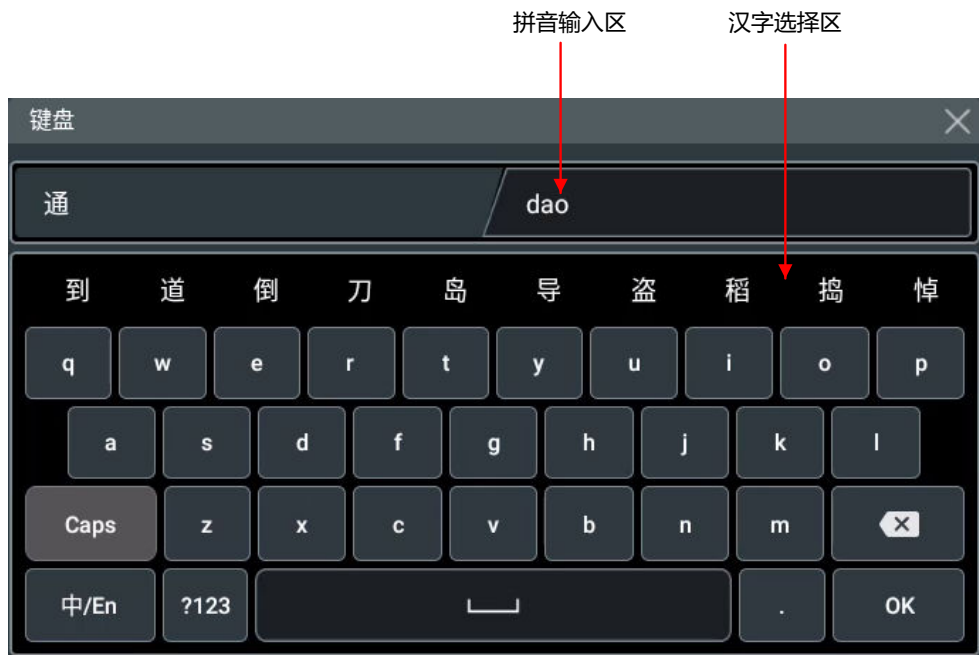 拼音输入区 汉字选择区
键盘
通 dao
到 道 倒 刀 岛 导 盗 稻 捣 悼
q w e r t y u i o p
a s d f g h j k l
Caps z x c v b n m
中/En ?123 . OK